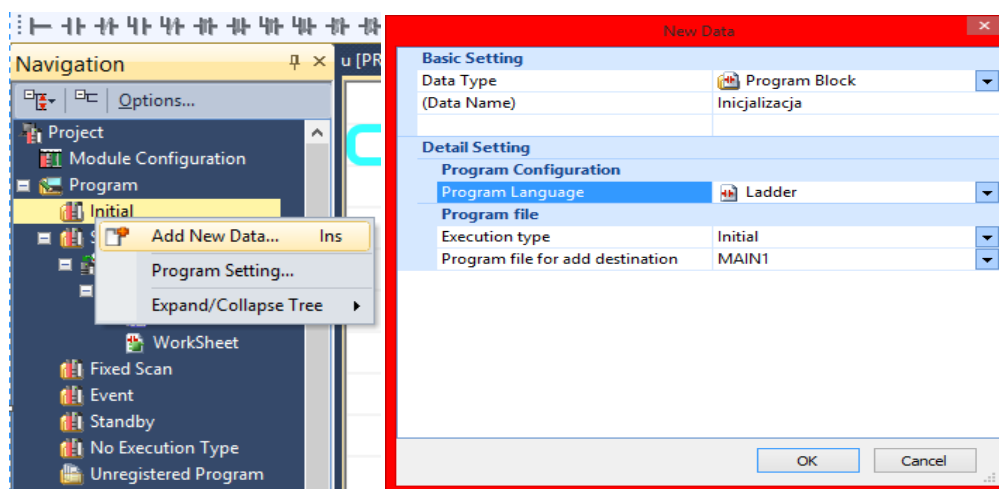 Navigation
u [PR
Options...
Project
Module Configuration
Program
Initial
Add New Data... Ins
Program Setting...
Expand/Collapse Tree
WorkSheet
Fixed Scan
Event
Standby
No Execution Type
Unregistered Program
New Data
Basic Setting
Data Type Program Block
(Data Name) Inicjalizacja
Detail Setting
Program Configuration
Program Language Ladder
Program file
Execution type Initial
Program file for add destination MAIN1
OK Cancel